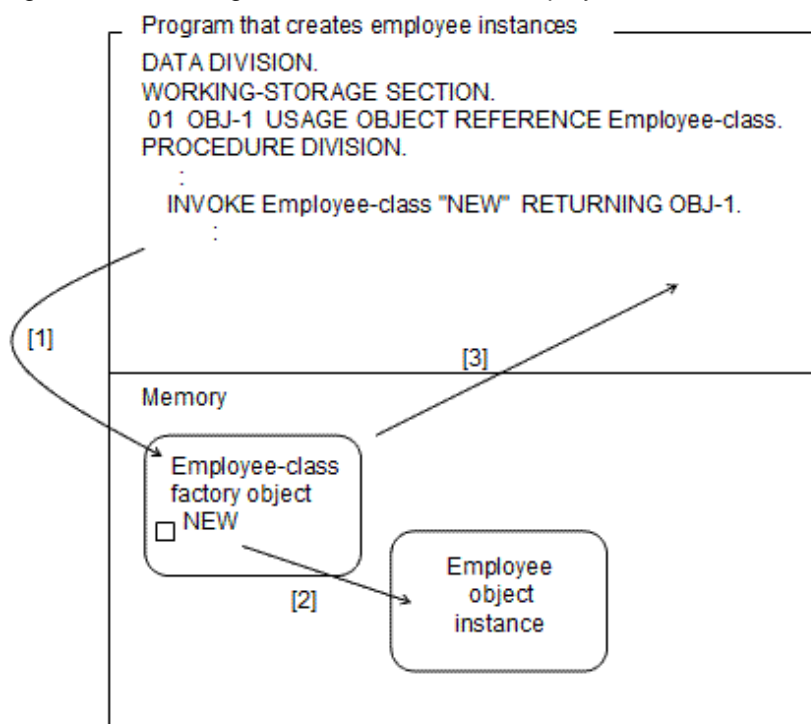 Program that creates employee instances
DATA DIVISION.
WORKING-STORAGE SECTION.
01 OBJ-1 USAGE OBJECT REFERENCE Employee-class.
PROCEDURE DIVISION.
:
INVOKE Employee-class "NEW" RETURNING OBJ-1.
:
[1]
[3]
Memory
Employee-class
factory object
NEW
[2]
Employee
object
instance